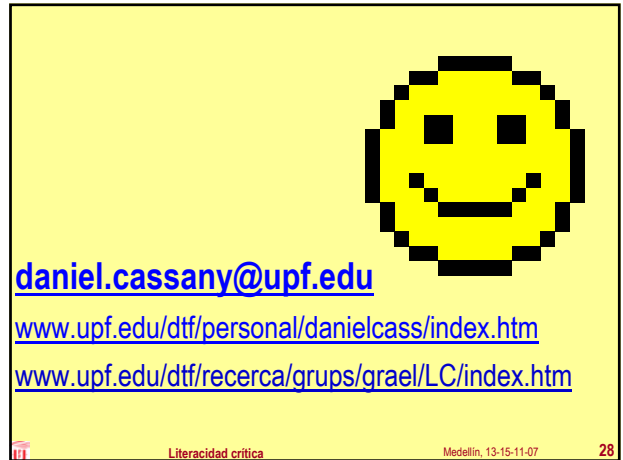 daniel.cassany@upf.edu
www.upf.edu/dtf/personal/danielcass/index.htm
www.upf.edu/dtf/recerca/grups/grael/LC/index.htm
Literacidad crítica Medellín, 13-15-11-07 28